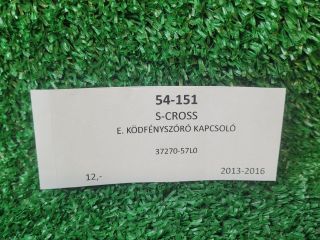 54-151
S-CROSS
E. KÖDFÉNYSZÓRÓ KAPCSOLÓ
37270-57L0
12,- 2013-2016